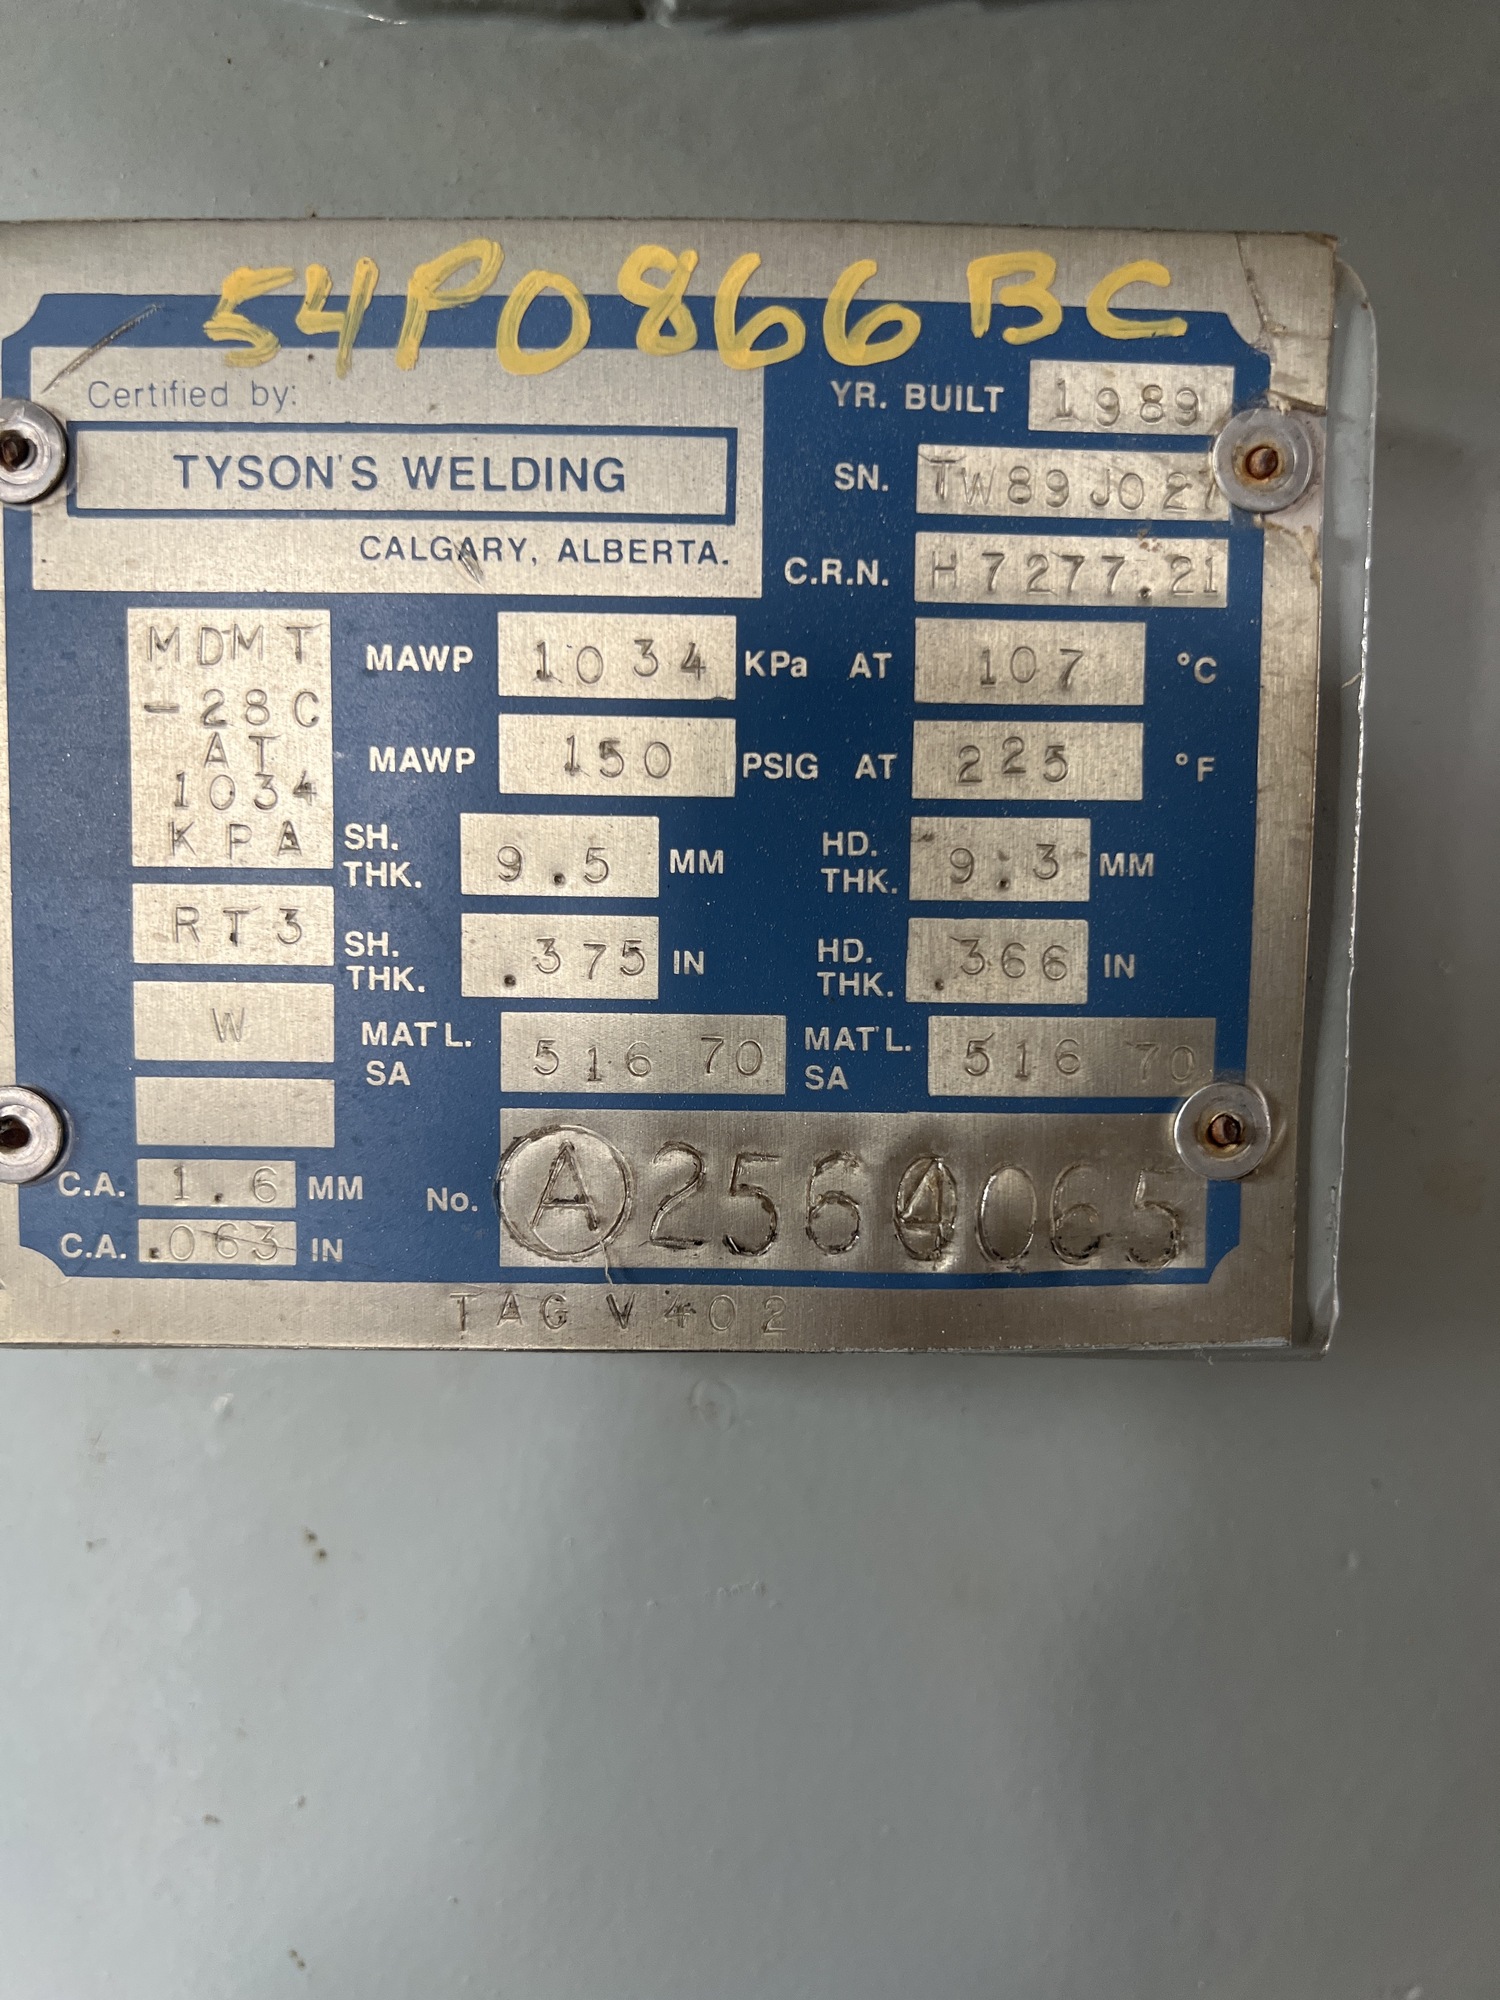 54P0866 BC
Certified by:
TYSON'S WELDING
CALGARY, ALBERTA.
YR. BUILT 1989
SN. TW89J027
C.R.N. H7277.21
MDMT
-28C
AT
1034
KPA
RT3
W
MAWP 1034 KPa AT 107 °C
MAWP 150 PSIG AT 225 °F
SH. THK. 9.5 MM HD. THK. 9.3 MM
SH. THK. .375 IN HD. THK. .366 IN
MAT'L. SA 516 70 MAT'L. SA 516 70
C.A. 1.6 MM
C.A. .063 IN
No. A 2564065
TAG V402